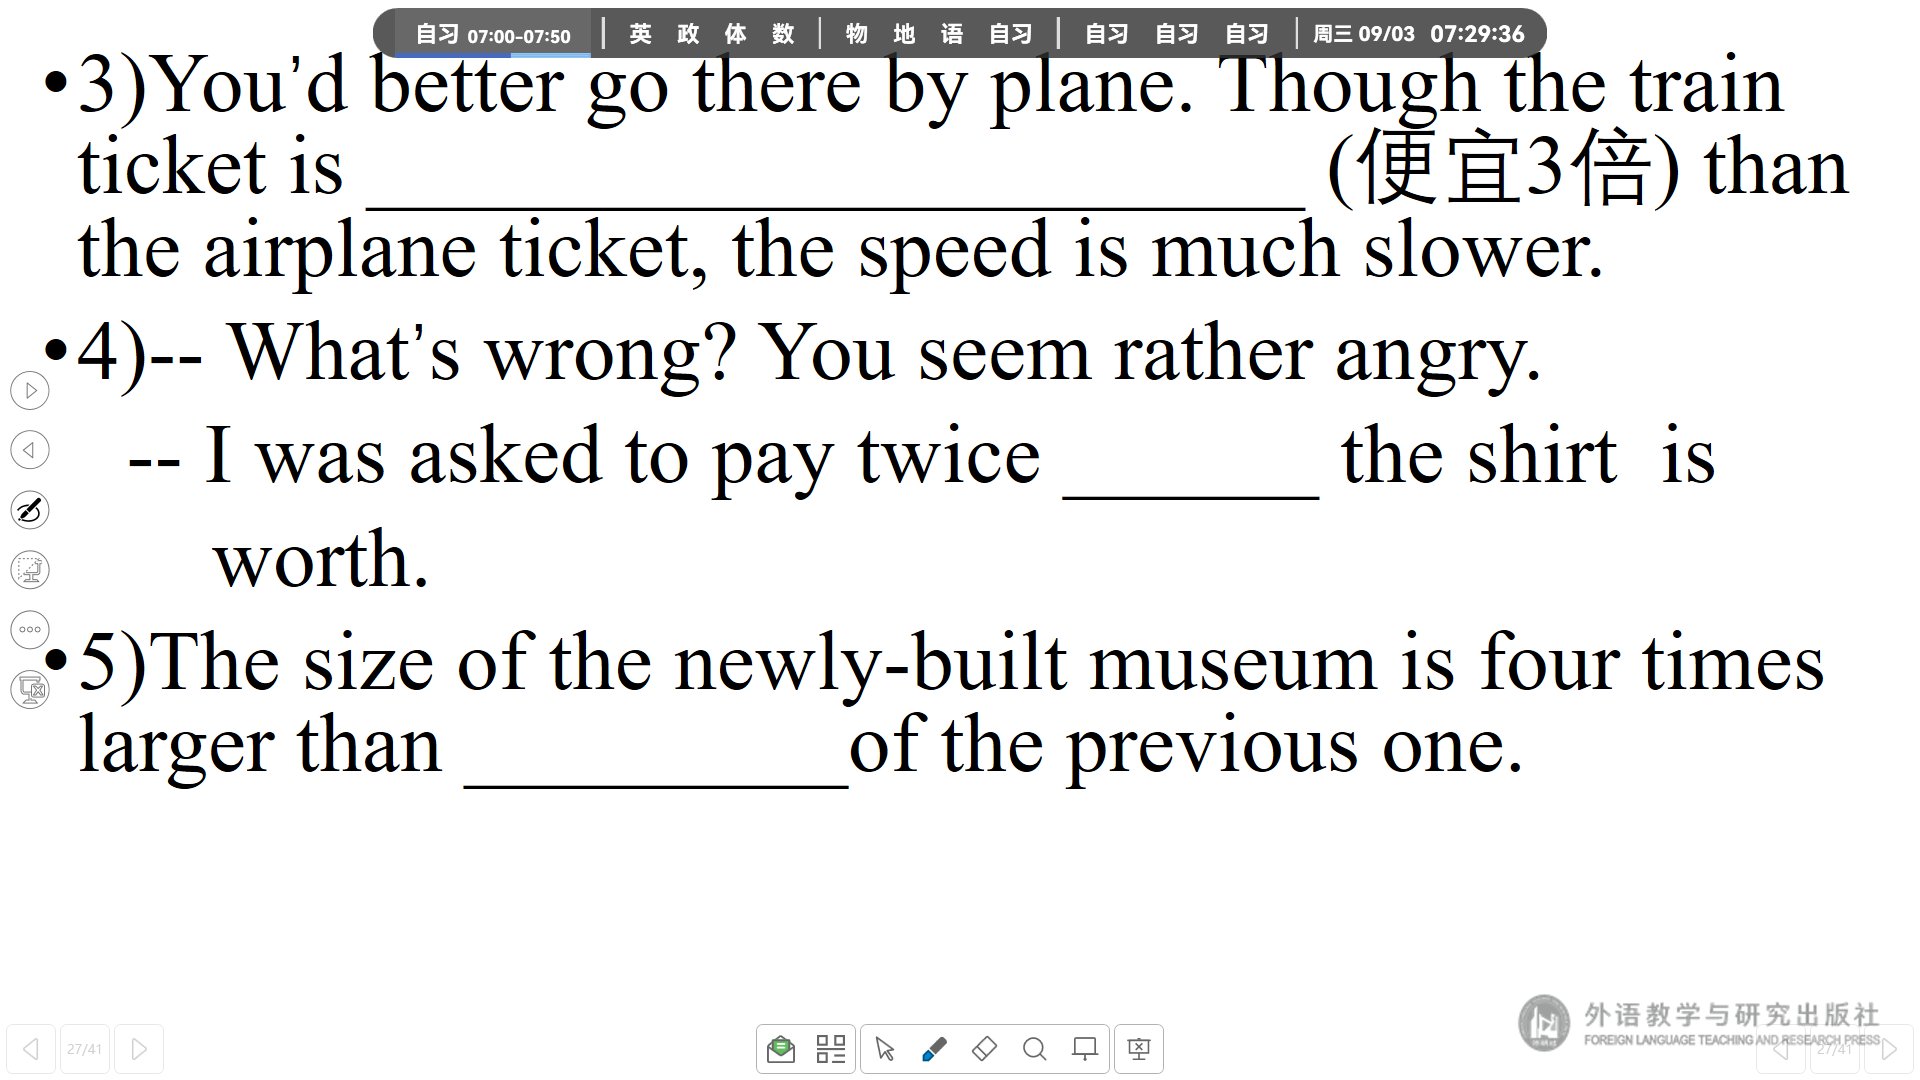 自习 07:00-07:50 | 英 政 体 数 | 物 地 语 自习 | 自习 自习 自习 | 周三 09/03 07:29:36
•3)You’d better go there by plane. Though the train
ticket is ______________________ (便宜3倍) than
the airplane ticket, the speed is much slower.
•4)-- What’s wrong? You seem rather angry.
-- I was asked to pay twice ______ the shirt is
worth.
•5)The size of the newly-built museum is four times
larger than _________of the previous one.
外语教学与研究出版社
FOREIGN LANGUAGE TEACHING AND RESEARCH PRESS
27/41
27/41